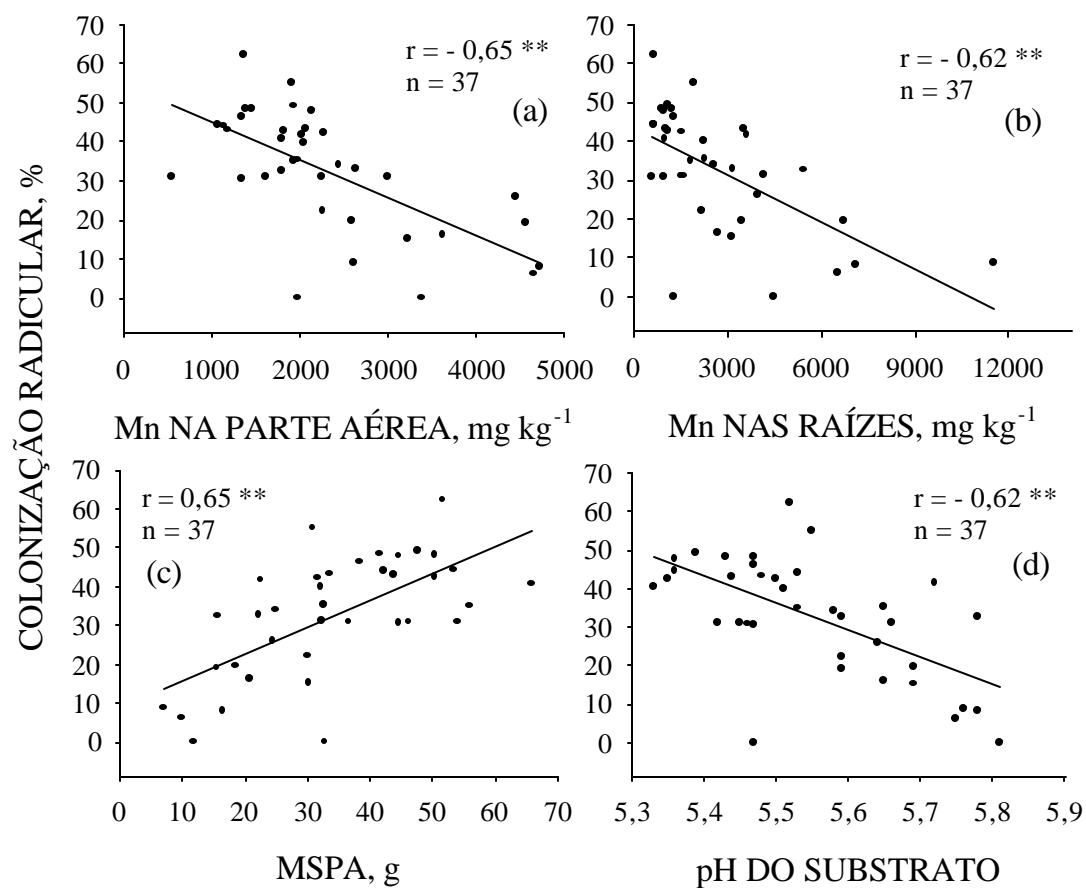 COLONIZAÇÃO RADICULAR, %
70
60
50
40
30
20
10
0
r = - 0,65 **
n = 37
(a)
0 1000 2000 3000 4000 5000
Mn NA PARTE AÉREA, mg kg⁻¹
70
60
50
40
30
20
10
0
r = - 0,62 **
n = 37
(b)
0 3000 6000 9000 12000
Mn NAS RAÍZES, mg kg⁻¹
70
60
50
40
30
20
10
0
r = 0,65 **
n = 37
(c)
0 10 20 30 40 50 60 70
MSPA, g
70
60
50
40
30
20
10
0
r = - 0,62 **
n = 37
(d)
5,3 5,4 5,5 5,6 5,7 5,8 5,9
pH DO SUBSTRATO